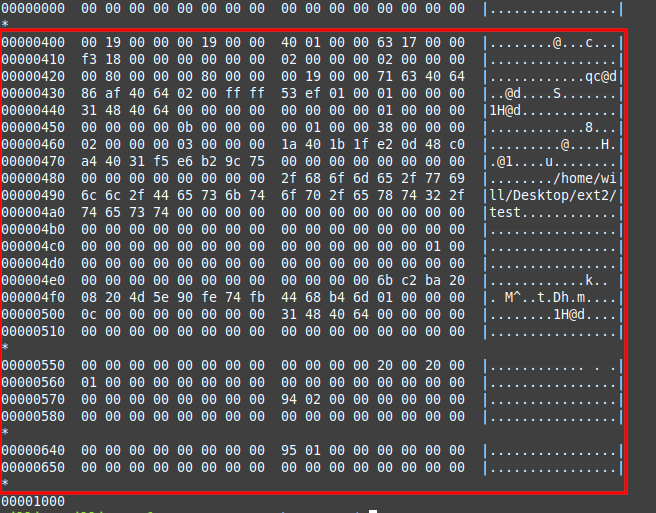 00000000  00 00 00 00 00 00 00 00  00 00 00 00 00 00 00 00  |................|
*
00000400  00 19 00 00 00 19 00 00  40 01 00 00 63 17 00 00  |........@...c...|
00000410  f3 18 00 00 00 00 00 00  02 00 00 00 02 00 00 00  |................|
00000420  00 80 00 00 00 80 00 00  00 19 00 00 71 63 40 64  |............qc@d|
00000430  86 af 40 64 02 00 ff ff  53 ef 01 00 01 00 00 00  |..@d....S.......|
00000440  31 48 40 64 00 00 00 00  00 00 00 00 01 00 00 00  |1H@d............|
00000450  00 00 00 00 0b 00 00 00  00 01 00 00 38 00 00 00  |............8...|
00000460  02 00 00 00 03 00 00 00  1a 40 1b 1f e2 0d 48 c0  |.........@....H.|
00000470  a4 40 31 f5 e6 b2 9c 75  00 00 00 00 00 00 00 00  |.@1....u........|
00000480  00 00 00 00 00 00 00 00  2f 68 6f 6d 65 2f 77 69  |......../home/wi|
00000490  6c 6c 2f 44 65 73 6b 74  6f 70 2f 65 78 74 32 2f  |ll/Desktop/ext2/|
000004a0  74 65 73 74 00 00 00 00  00 00 00 00 00 00 00 00  |test............|
000004b0  00 00 00 00 00 00 00 00  00 00 00 00 00 00 00 00  |................|
000004c0  00 00 00 00 00 00 00 00  00 00 00 00 00 00 01 00  |................|
000004d0  00 00 00 00 00 00 00 00  00 00 00 00 00 00 00 00  |................|
000004e0  00 00 00 00 00 00 00 00  00 00 00 00 6b c2 ba 20  |............k.. |
000004f0  08 20 4d 5e 90 fe 74 fb  44 68 b4 6d 01 00 00 00  |. M^..t.Dh.m....|
00000500  0c 00 00 00 00 00 00 00  31 48 40 64 00 00 00 00  |........1H@d....|
00000510  00 00 00 00 00 00 00 00  00 00 00 00 00 00 00 00  |................|
*
00000550  00 00 00 00 00 00 00 00  00 00 00 00 20 00 20 00  |............ . .|
00000560  01 00 00 00 00 00 00 00  00 00 00 00 00 00 00 00  |................|
00000570  00 00 00 00 00 00 00 00  94 02 00 00 00 00 00 00  |................|
00000580  00 00 00 00 00 00 00 00  00 00 00 00 00 00 00 00  |................|
*
00000640  00 00 00 00 00 00 00 00  95 01 00 00 00 00 00 00  |................|
00000650  00 00 00 00 00 00 00 00  00 00 00 00 00 00 00 00  |................|
*
00001000